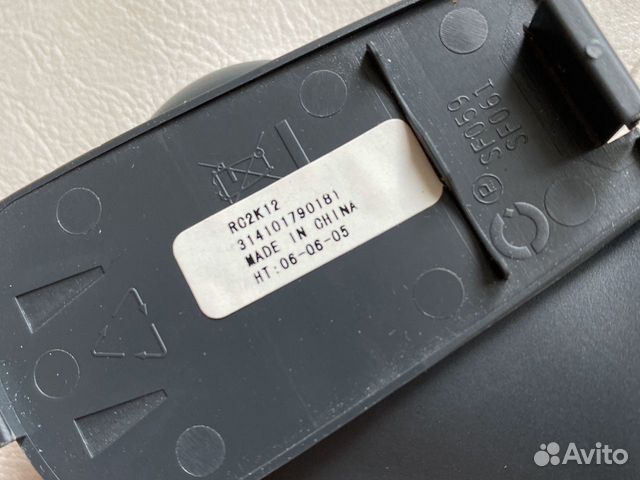 RC2K12
314101790181
MADE IN CHINA
HT:06-06-05
SF059
SF061
Avito